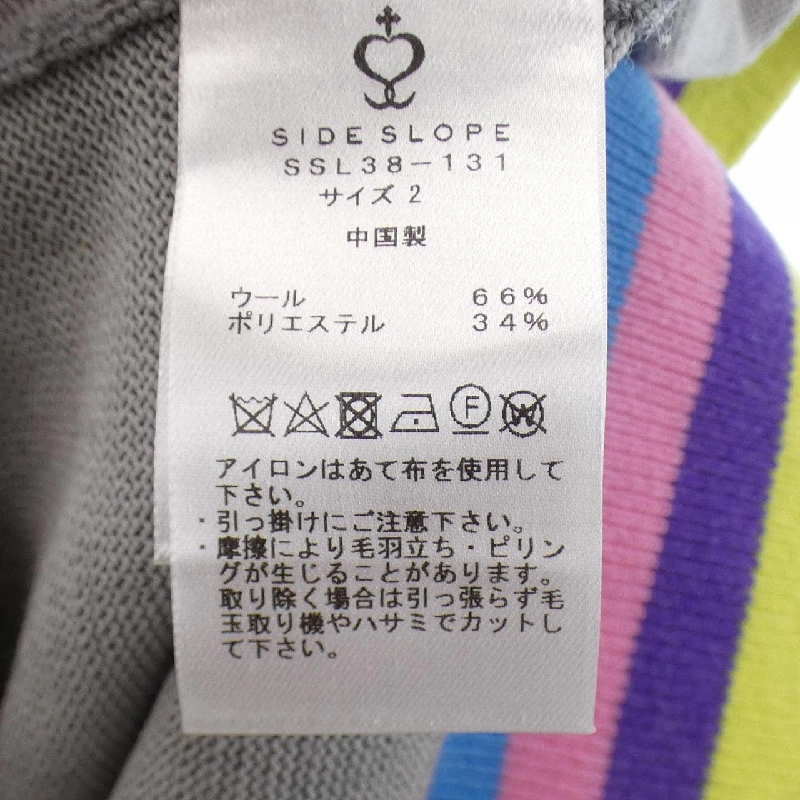 SIDE SLOPE
SSL38-131
サイズ 2
中国製
ウール 66%
ポリエステル 34%
F W
アイロンはあて布を使用して
下さい。
・引っ掛けにご注意下さい。
・摩擦により毛羽立ち・ピリン
グが生じることがあります。
取り除く場合は引っ張らず毛
玉取り機やハサミでカットし
て下さい。